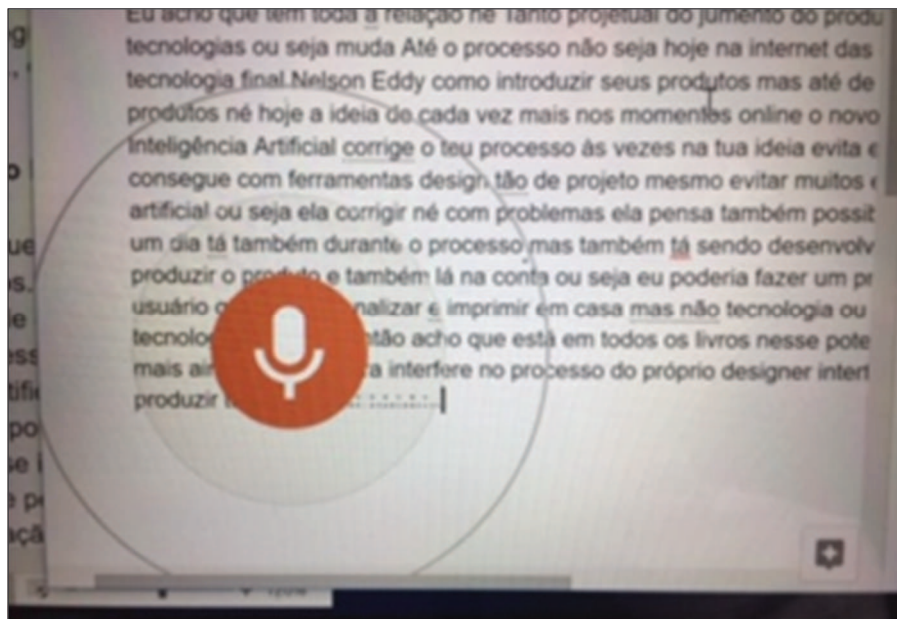 Eu acho que tem toda a relação né Tanto projetual do jumento do produ
tecnologias ou seja muda Até o processo não seja hoje na internet das
tecnologia final Nelson Eddy como introduzir seus produtos mas até de
produtos né hoje a ideia de cada vez mais nos momentos online o novo
Inteligência Artificial corrige o teu processo às vezes na tua ideia evita e
consegue com ferramentas design tão de projeto mesmo evitar muitos e
artificial ou seja ela corrigir né com problemas ela pensa também possit
um dia tá também durante o processo mas também tá sendo desenvolv
produzir o produto e também lá na conta ou seja eu poderia fazer um pr
usuário nalizar e imprimir em casa mas não tecnologia ou
tecnolo tão acho que está em todos os livros nesse pote
mais a interfere no processo do próprio designer interf
produzir